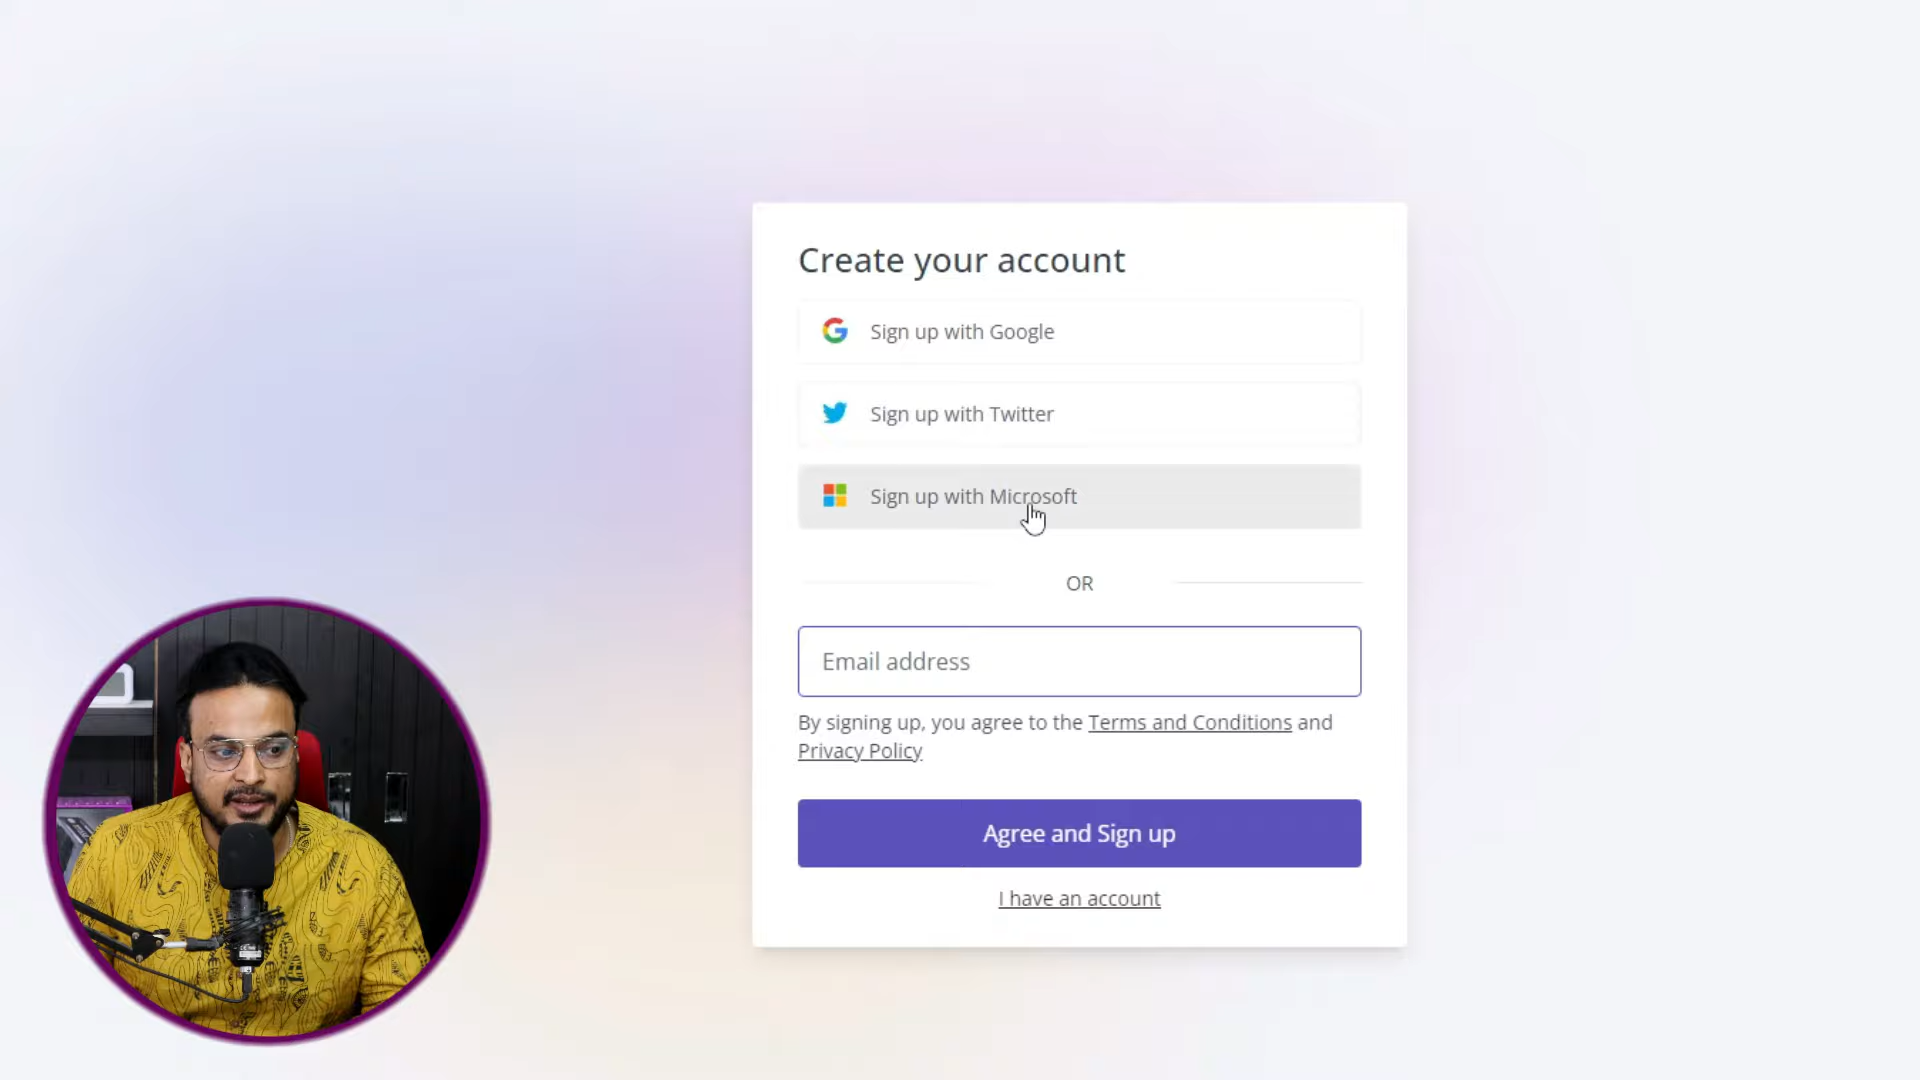 Create your account
Sign up with Google
Sign up with Twitter
Sign up with Microsoft
OR
Email address
By signing up, you agree to the Terms and Conditions and
Privacy Policy
Agree and Sign up
I have an account